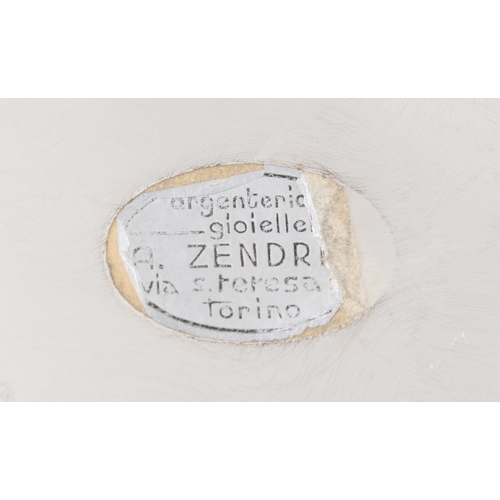 argenteria
gioielle
A. ZENDR
via s.teresa
Torino